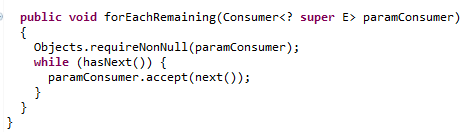 public void forEachRemaining(Consumer<? super E> paramConsumer)
{
Objects.requireNonNull(paramConsumer);
while (hasNext()) {
paramConsumer.accept(next());
}
}
}